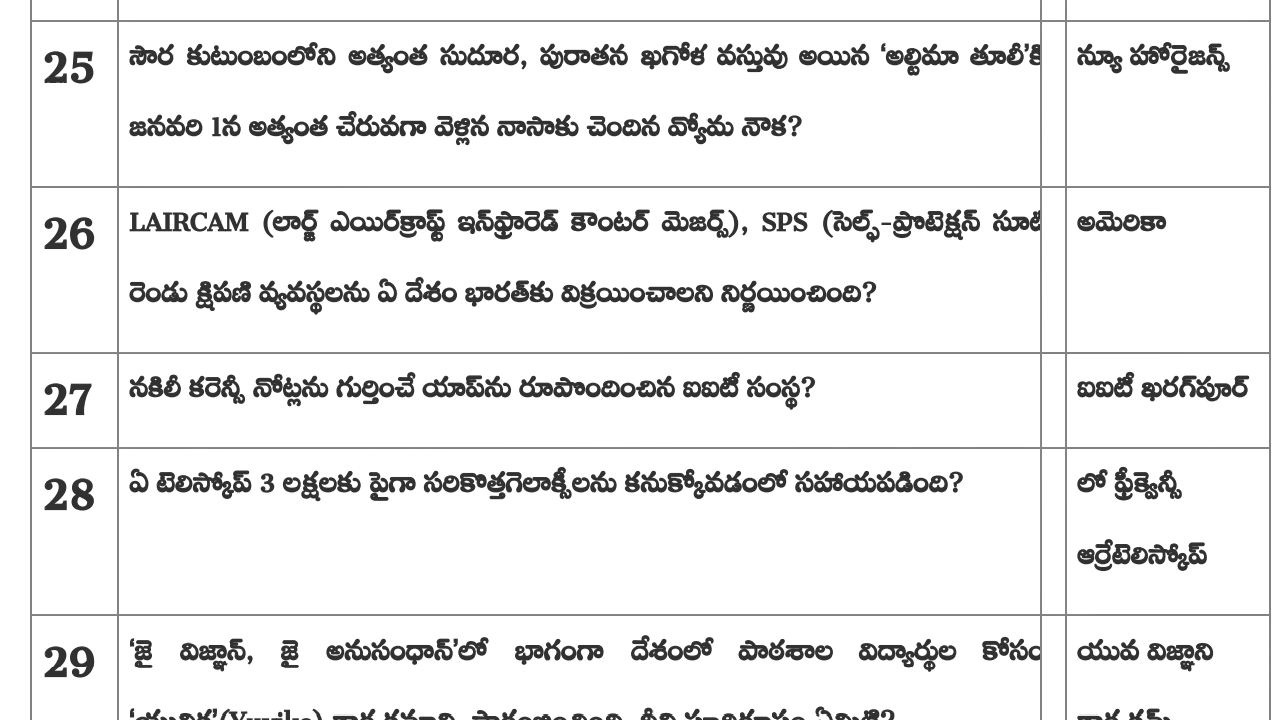 25 సౌర కుటుంబంలోని అత్యంత సుదూర, పురాతన ఖగోళ వస్తువు అయిన ‘అల్టిమా తూలీ’కి న్యూ హోరైజన్స్
జనవరి 1న అత్యంత చేరువగా వెళ్లిన నాసాకు చెందిన వ్యోమ నౌక?
26 LAIRCAM (లార్జ్ ఎయిర్‌క్రాఫ్ట్ ఇన్‌ఫ్రారెడ్ కౌంటర్ మెజర్స్), SPS (సెల్ఫ్-ప్రొటెక్షన్ అమెరికా
రెండు క్షిపణి వ్యవస్థలను ఏ దేశం భారత్‌కు విక్రయించాలని నిర్ణయించింది?
27 నకిలీ కరెన్సీ నోట్లను గుర్తించే యాప్‌ను రూపొందించిన ఐఐటీ సంస్థ? ఐఐటీ ఖరగ్‌పూర్
28 ఏ టెలిస్కోప్ 3 లక్షలకు పైగా సరికొత్తగెలాక్సీలను కనుక్కోవడంలో సహాయపడింది? లో ఫ్రీక్వెన్సీ
ఆర్రేటెలిస్కోప్
29 ‘జై విజ్ఞాన్, జై అనుసంధాన్’లో భాగంగా దేశంలో పాఠశాల విద్యార్థుల కోసం యువ విజ్ఞాని